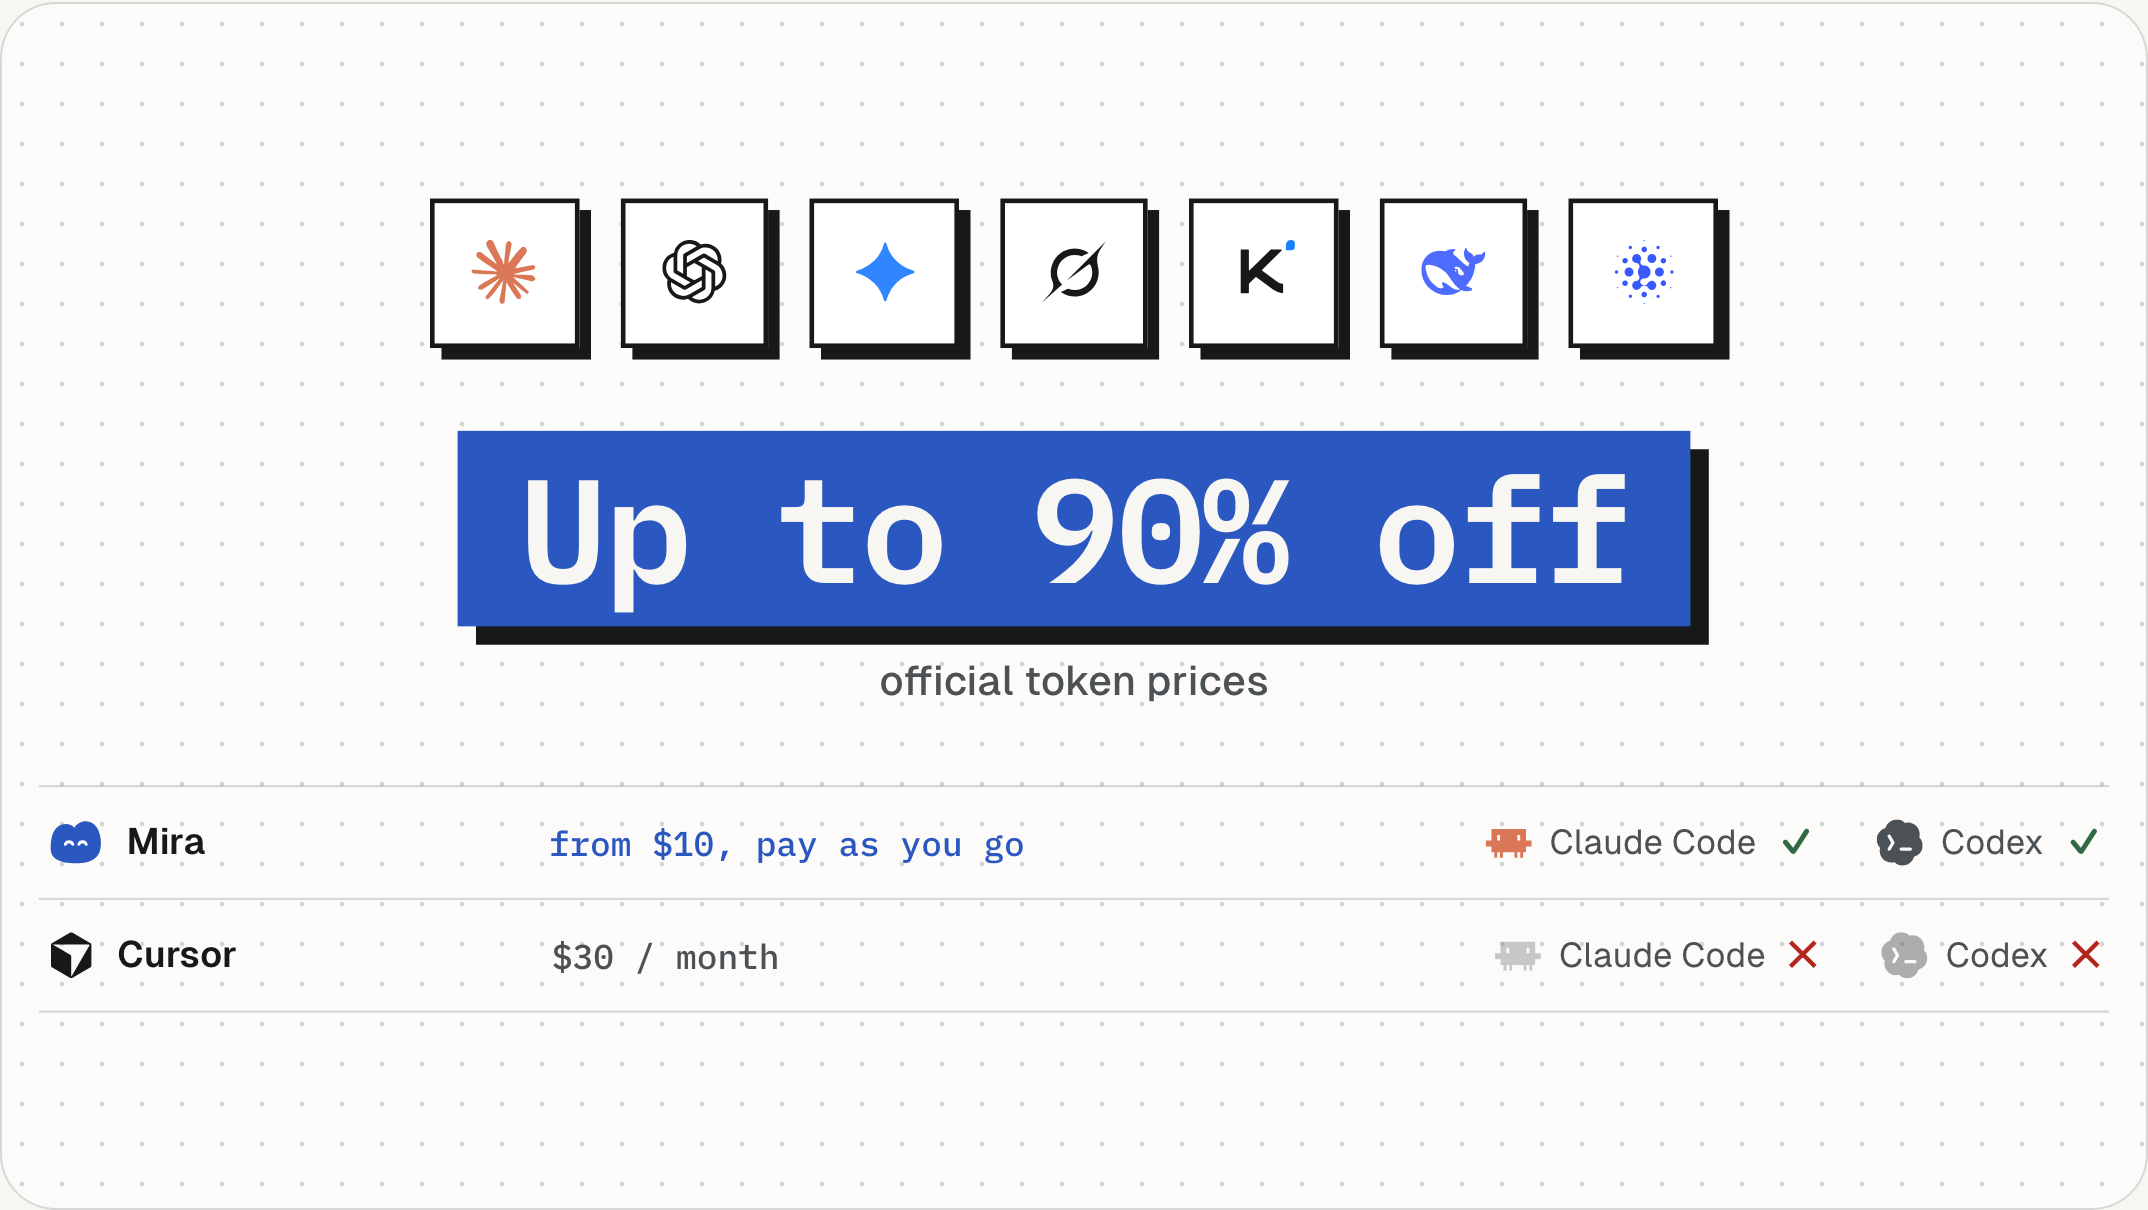 Up to 90% off
official token prices
Mira from $10, pay as you go Claude Code ✓ Codex ✓
Cursor $30 / month Claude Code ✗ Codex ✗